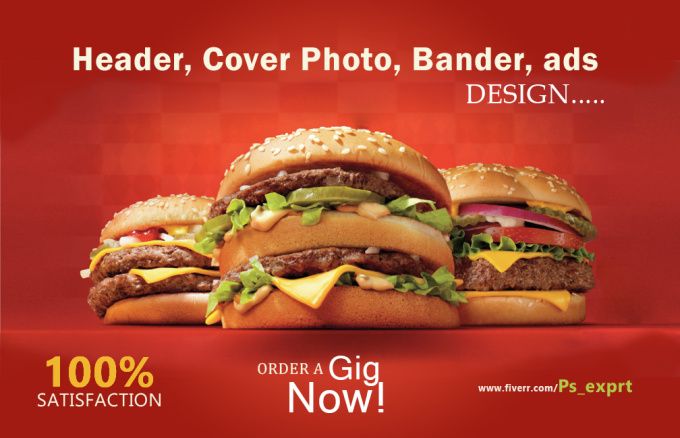 Header, Cover Photo, Bander, ads
DESIGN.....
100%
SATISFACTION
ORDER A Gig
Now!
www.fiverr.com/Ps_exprt